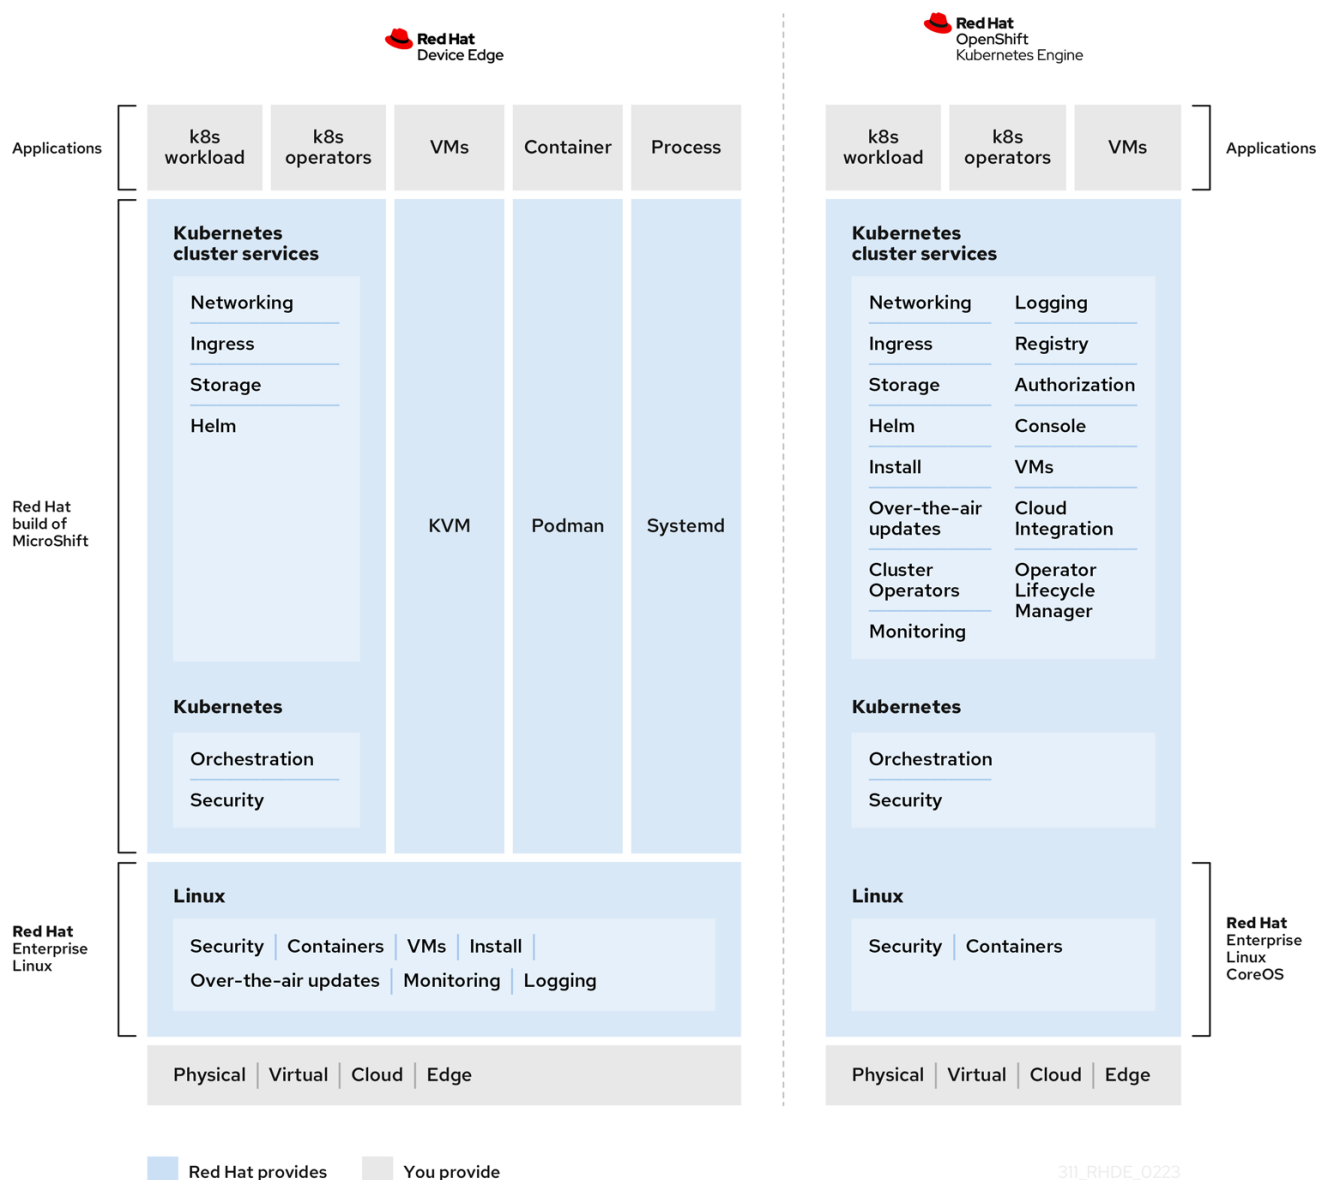 Red Hat
Device Edge
Red Hat
OpenShift
Kubernetes Engine
Applications
k8s
workload
k8s
operators
VMs
Container
Process
k8s
workload
k8s
operators
VMs
Applications
Red Hat
build of
MicroShift
Kubernetes
cluster services
Networking
Ingress
Storage
Helm
Kubernetes
Orchestration
Security
KVM
Podman
Systemd
Kubernetes
cluster services
Networking
Ingress
Storage
Helm
Install
Over-the-air
updates
Cluster
Operators
Monitoring
Logging
Registry
Authorization
Console
VMs
Cloud
Integration
Operator
Lifecycle
Manager
Kubernetes
Orchestration
Security
Red Hat
Enterprise
Linux
Linux
Security | Containers | VMs | Install |
Over-the-air updates | Monitoring | Logging
Linux
Security | Containers
Red Hat
Enterprise
Linux
CoreOS
Physical | Virtual | Cloud | Edge
Physical | Virtual | Cloud | Edge
Red Hat provides
You provide
311_RHDE_0223